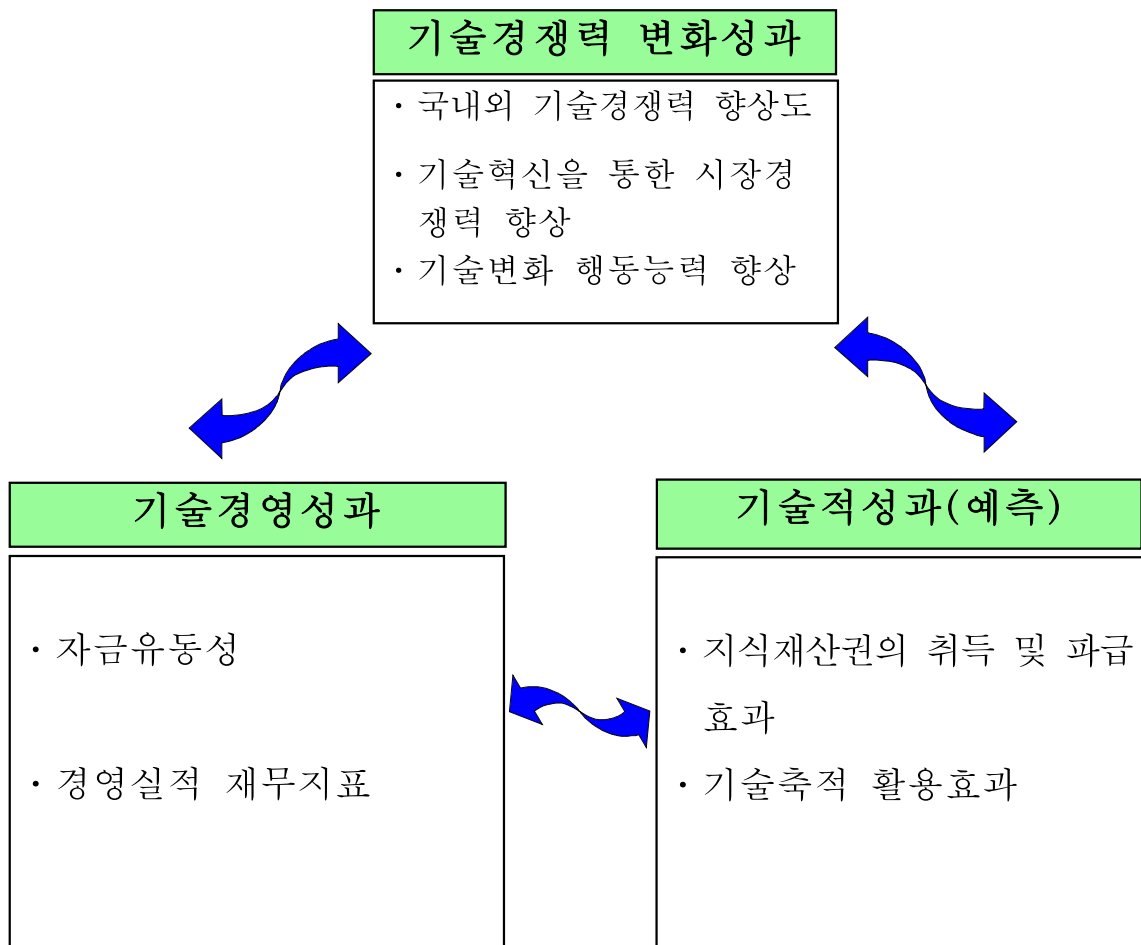 기술경쟁력 변화성과
· 국내외 기술경쟁력 향상도
· 기술혁신을 통한 시장경
쟁력 향상
· 기술변화 행동능력 향상
기술경영성과
· 자금유동성
· 경영실적 재무지표
기술적성과(예측)
· 지식재산권의 취득 및 파급
효과
· 기술축적 활용효과